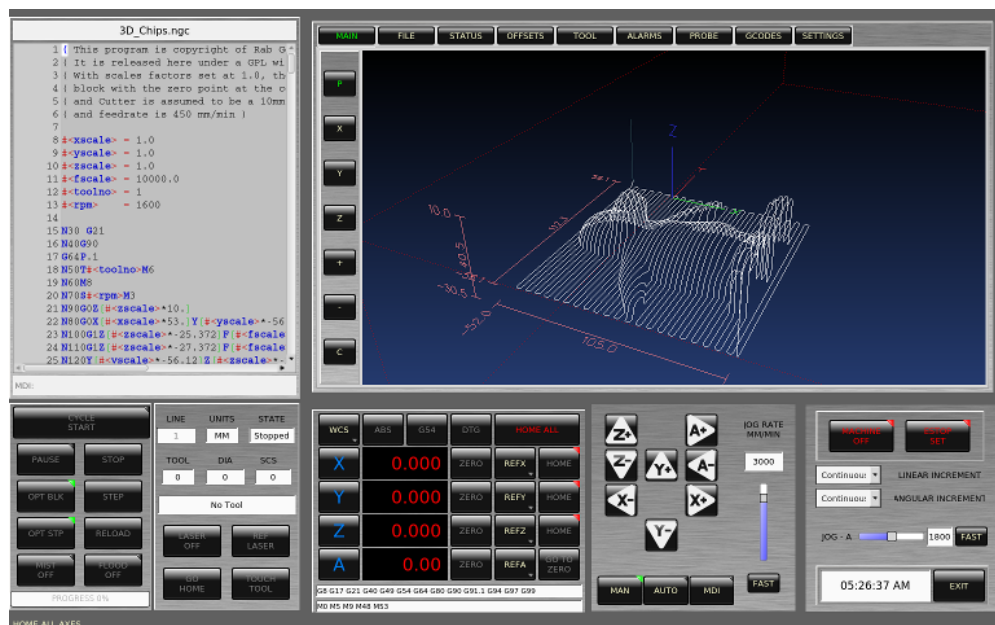 3D_Chips.ngc
1 ( This program is copyright of Rab G
2 ( It is released here under a GPL wi
3 ( With scales factors set at 1.0, th
4 ( block with the zero point at the c
5 ( and Cutter is assumed to be a 10mm
6 ( and feedrate is 450 mm/min )
7
8 #<xscale> = 1.0
9 #<yscale> = 1.0
10 #<zscale> = 1.0
11 #<fscale> = 10000.0
12 #<toolno> = 1
13 #<rpm> = 1600
14
15 N30 G21
16 N40G90
17 G64P.1
18 N50T#<toolno>M6
19 N60M8
20 N70S#<rpm>M3
21 N90G0Z[#<zscale>*10.]
22 N80G0X[#<xscale>*53.]Y[#<yscale>*-56
23 N100G1Z[#<zscale>*-25.372]F[#<fscale
24 N110G1Z[#<zscale>*-27.372]F[#<fscale
25 N120Y[#<yscale>*-56.12]Z[#<zscale>*-
MDI:
MAIN FILE STATUS OFFSETS TOOL ALARMS PROBE GCODES SETTINGS
P
X
Y
Z
+
-
C
Z
10.0
112.3
40.5
-30.5
-52.0
105.0
CYCLE START
PAUSE STOP
OPT BLK STEP
OPT STP RELOAD
MIST OFF FLOOD OFF
PROGRESS 0%
LINE UNITS STATE
1 MM Stopped
TOOL DIA SCS
0 0 0
No Tool
LASER OFF REF LASER
GO HOME TOUCH TOOL
WCS ABS G54 DTG HOME ALL
X 0.000 ZERO REFX HOME
Y 0.000 ZERO REFY HOME
Z 0.000 ZERO REFZ HOME
A 0.00 ZERO REFA GO TO ZERO
G8 G17 G21 G40 G49 G54 G64 G80 G90 G91.1 G94 G97 G99
M0 M5 M9 M48 M53
Z+ A+
Z- Y+ A-
X- X+
Y-
JOG RATE
MM/MIN
3000
FAST
MAN AUTO MDI
MACHINE OFF ESTOP SET
Continuou: LINEAR INCREMENT
Continuou: ANGULAR INCREMENT
JOG - A 1800 FAST
05:26:37 AM EXIT
HOME ALL AXES